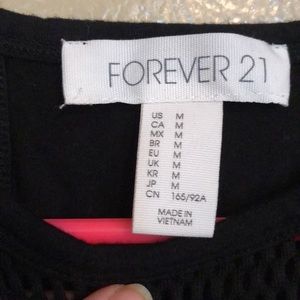 FOREVER 21
US M
CA M
MX M
BR M
EU M
UK M
KR M
JP M
CN 165/92A
MADE IN
VIETNAM